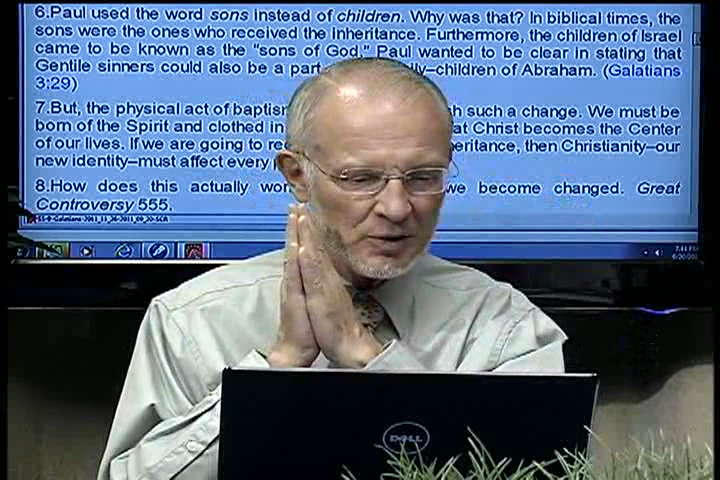 6.Paul used the word sons instead of children. Why was that? In biblical times, the
sons were the ones who received the inheritance. Furthermore, the children of Israel
came to be known as the "sons of God." Paul wanted to be clear in stating that
Gentile sinners could also be a part –children of Abraham. (Galatians
3:29)
7.But, the physical act of baptis such a change. We must be
born of the Spirit and clothed in at Christ becomes the Center
of our lives. If we are going to re heritance, then Christianity–our
new identity–must affect every
8.How does this actually wor we become changed. Great
Controversy 555.
DELL